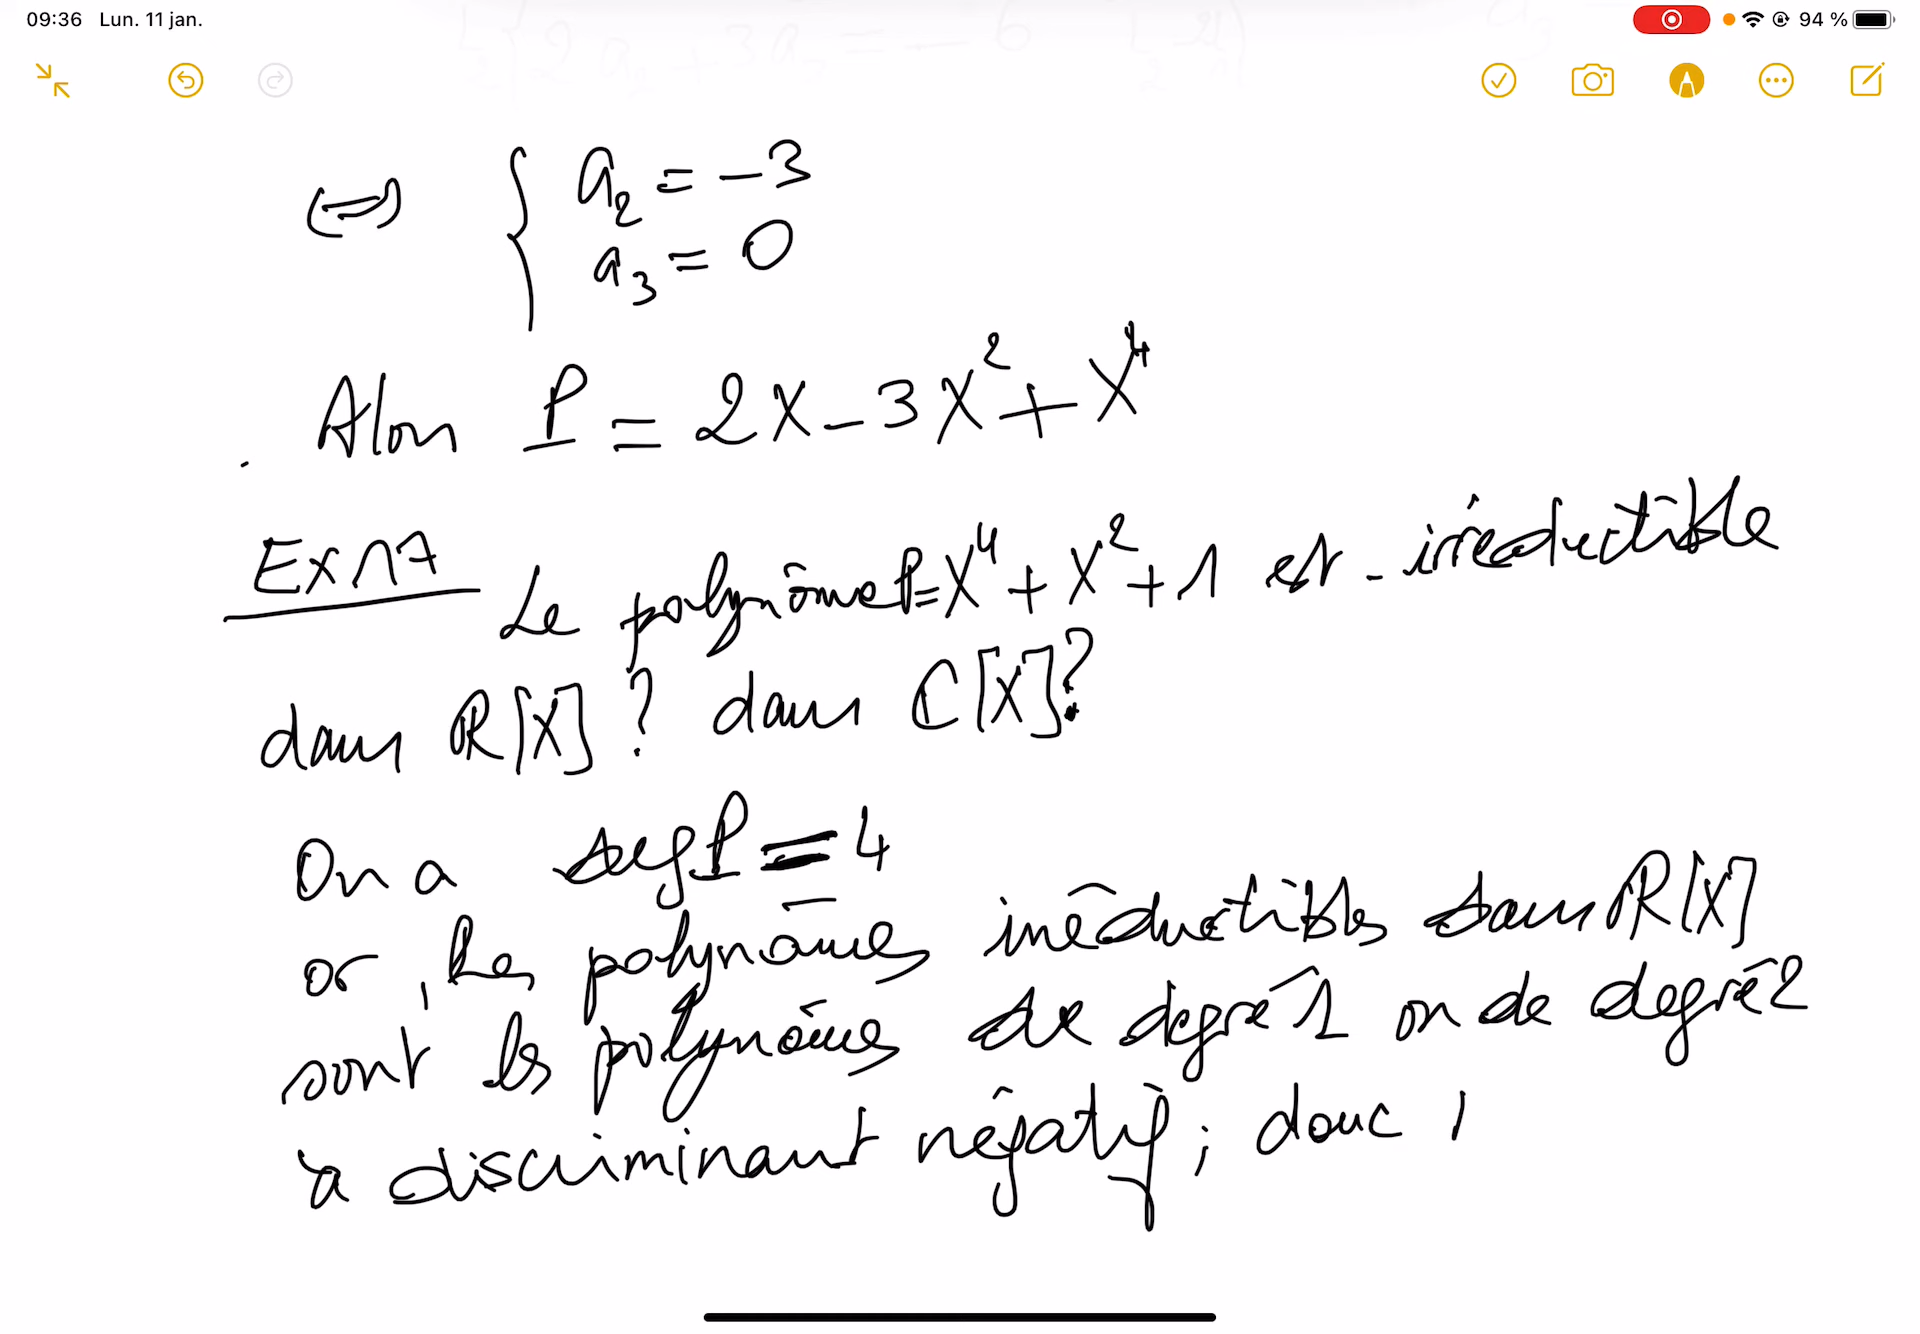 09:36 Lun. 11 jan. 94 %
⟺ { a₂ = -3
a₃ = 0
Alors P = 2X - 3X² + X⁴
Ex 17 Le polynôme P = X⁴ + X² + 1 est-irréductible
dans ℝ[X] ? dans ℂ[X] ?
On a deg P = 4
or, les polynômes irréductibles dans ℝ[X]
sont les polynômes de degré 1 ou de degré 2
à discriminant négatif ; donc